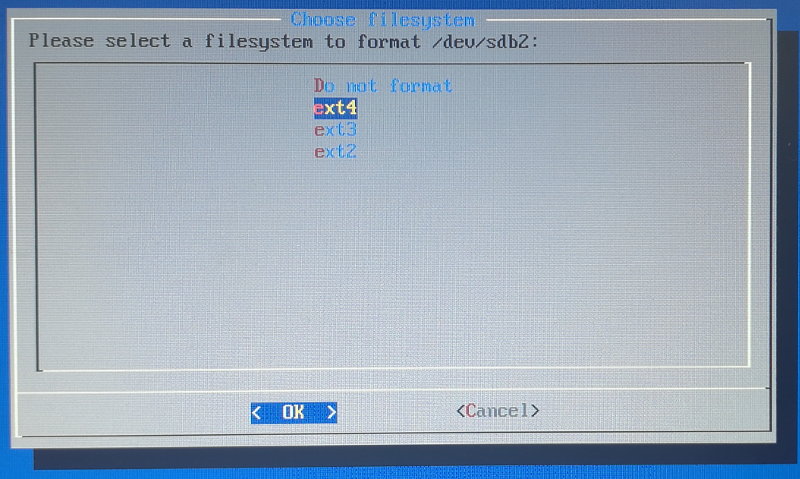 Choose filesystem
Please select a filesystem to format /dev/sdb2:
Do not format
ext4
ext3
ext2
< OK > <Cancel>